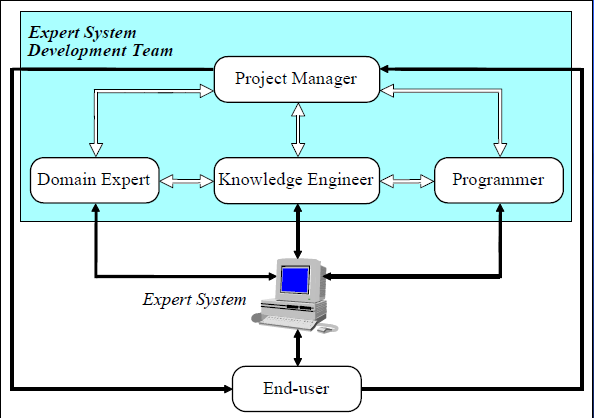 Expert System
Development Team
Project Manager
Domain Expert
Knowledge Engineer
Programmer
Expert System
End-user